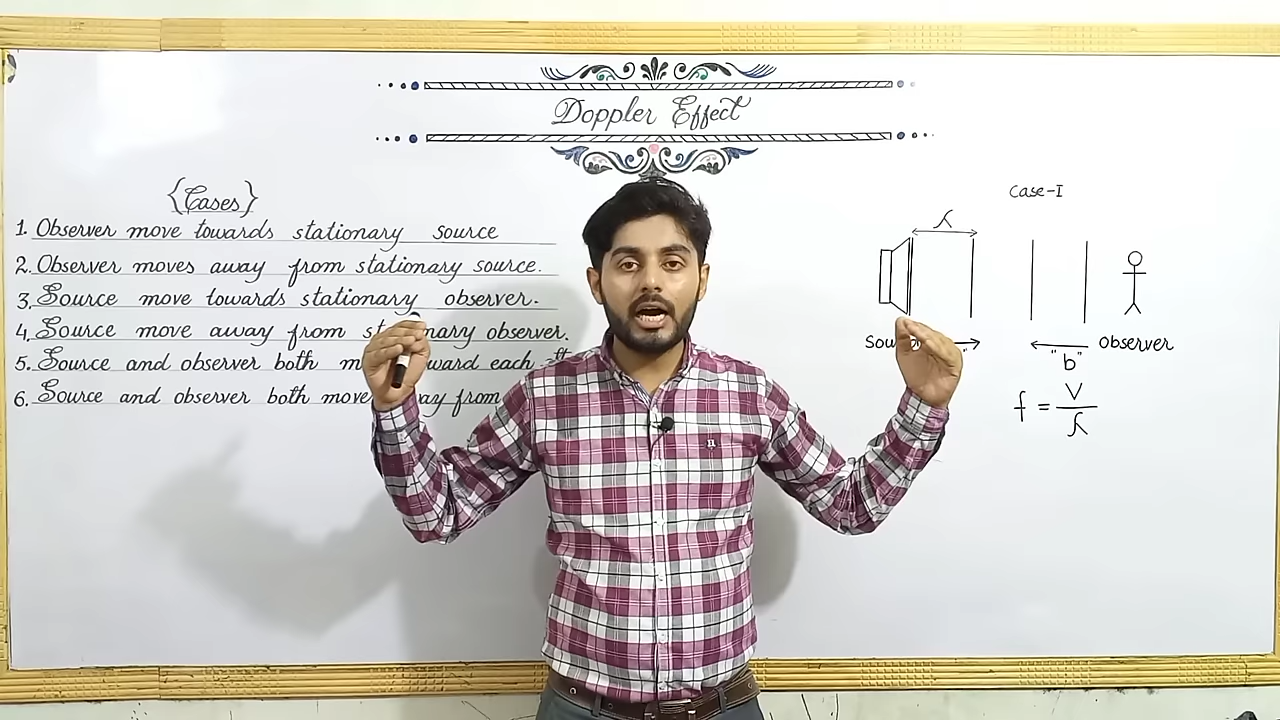 Doppler Effect
{Cases}
1. Observer move towards stationary source
2. Observer moves away from stationary source.
3. Source move towards stationary observer.
4. Source move away from observer.
5. Source and observer both each
6. Source and observer both move from
Case-I
λ
observer
"b"
f = V/λ